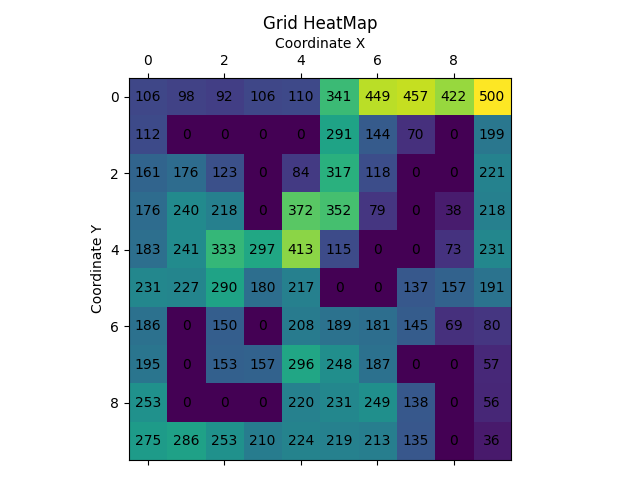 Grid HeatMap
Coordinate X
0 2 4 6 8
0 106 98 92 106 110 341 449 457 422 500
112 0 0 0 0 291 144 70 0 199
2 161 176 123 0 84 317 118 0 0 221
176 240 218 0 372 352 79 0 38 218
4 183 241 333 297 413 115 0 0 73 231
Coordinate Y
231 227 290 180 217 0 0 137 157 191
6 186 0 150 0 208 189 181 145 69 80
195 0 153 157 296 248 187 0 0 57
8 253 0 0 0 220 231 249 138 0 56
275 286 253 210 224 219 213 135 0 36